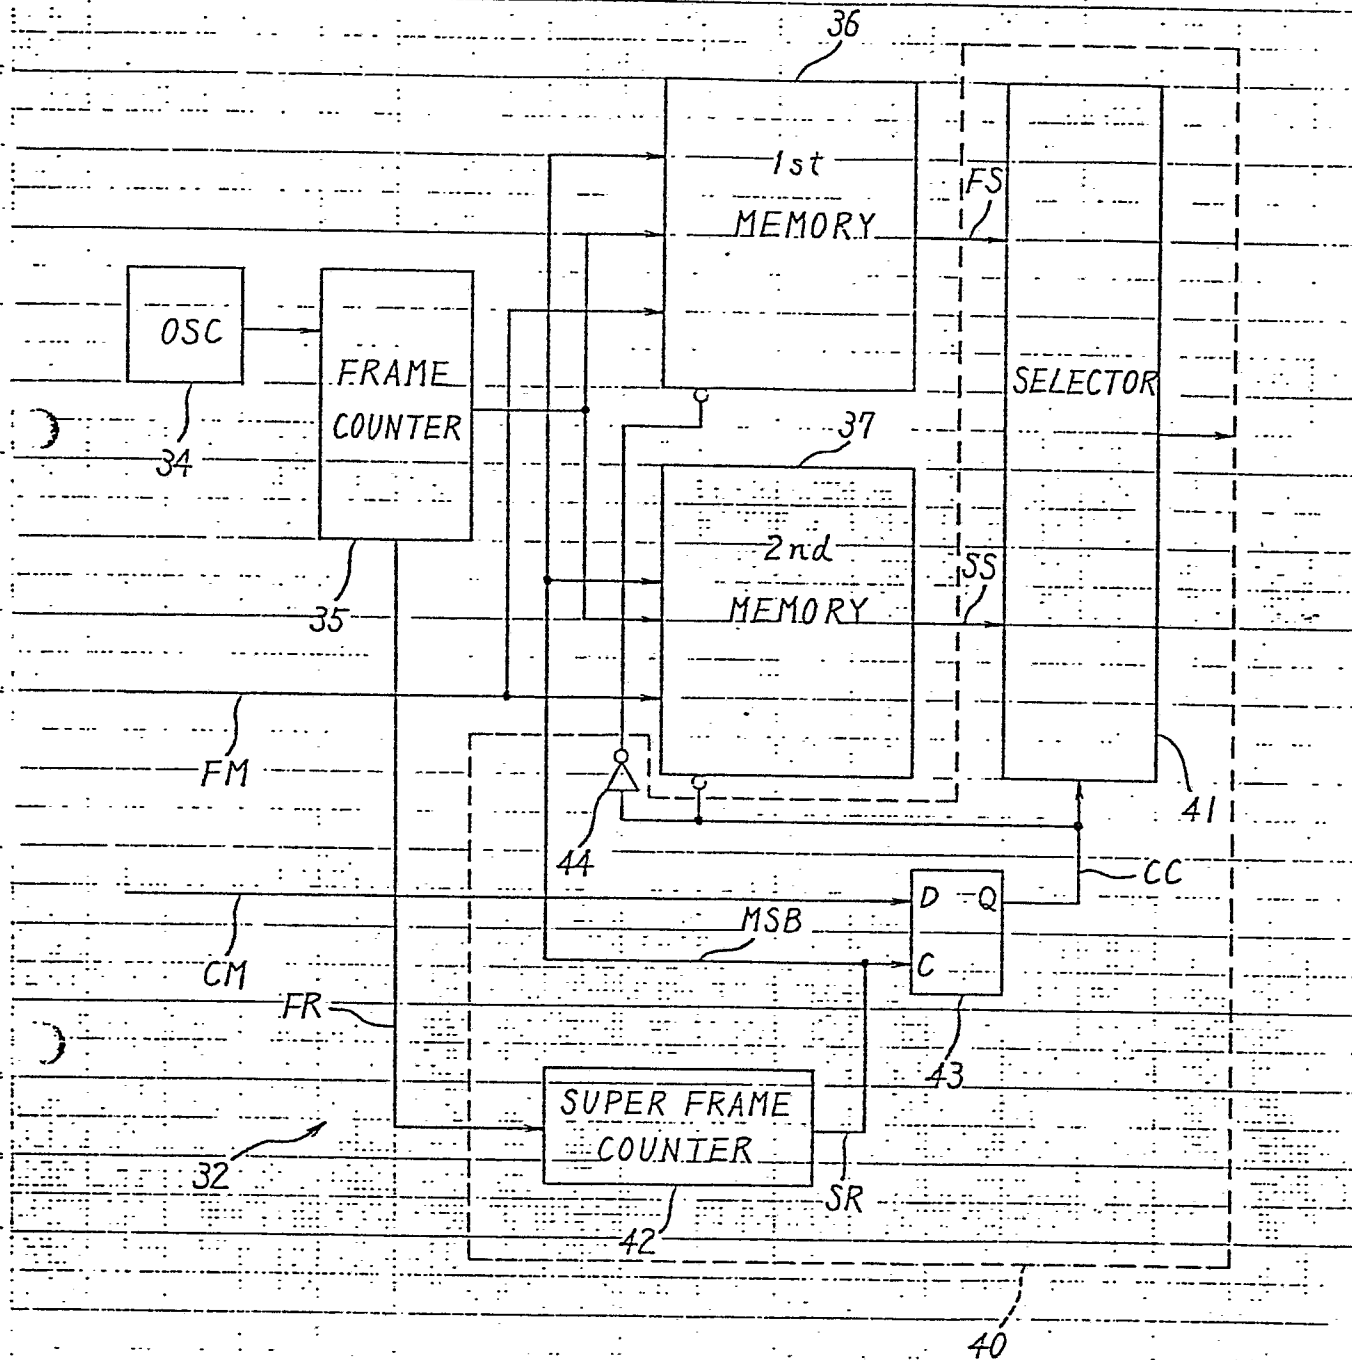 36
1st
MEMORY
FS
OSC
FRAME
COUNTER
SELECTOR
34
37
2nd
MEMORY
SS
35
FM
41
44
CC
D Q
MSB
CM
C
FR
43
SUPER FRAME
COUNTER
32
SR
42
40